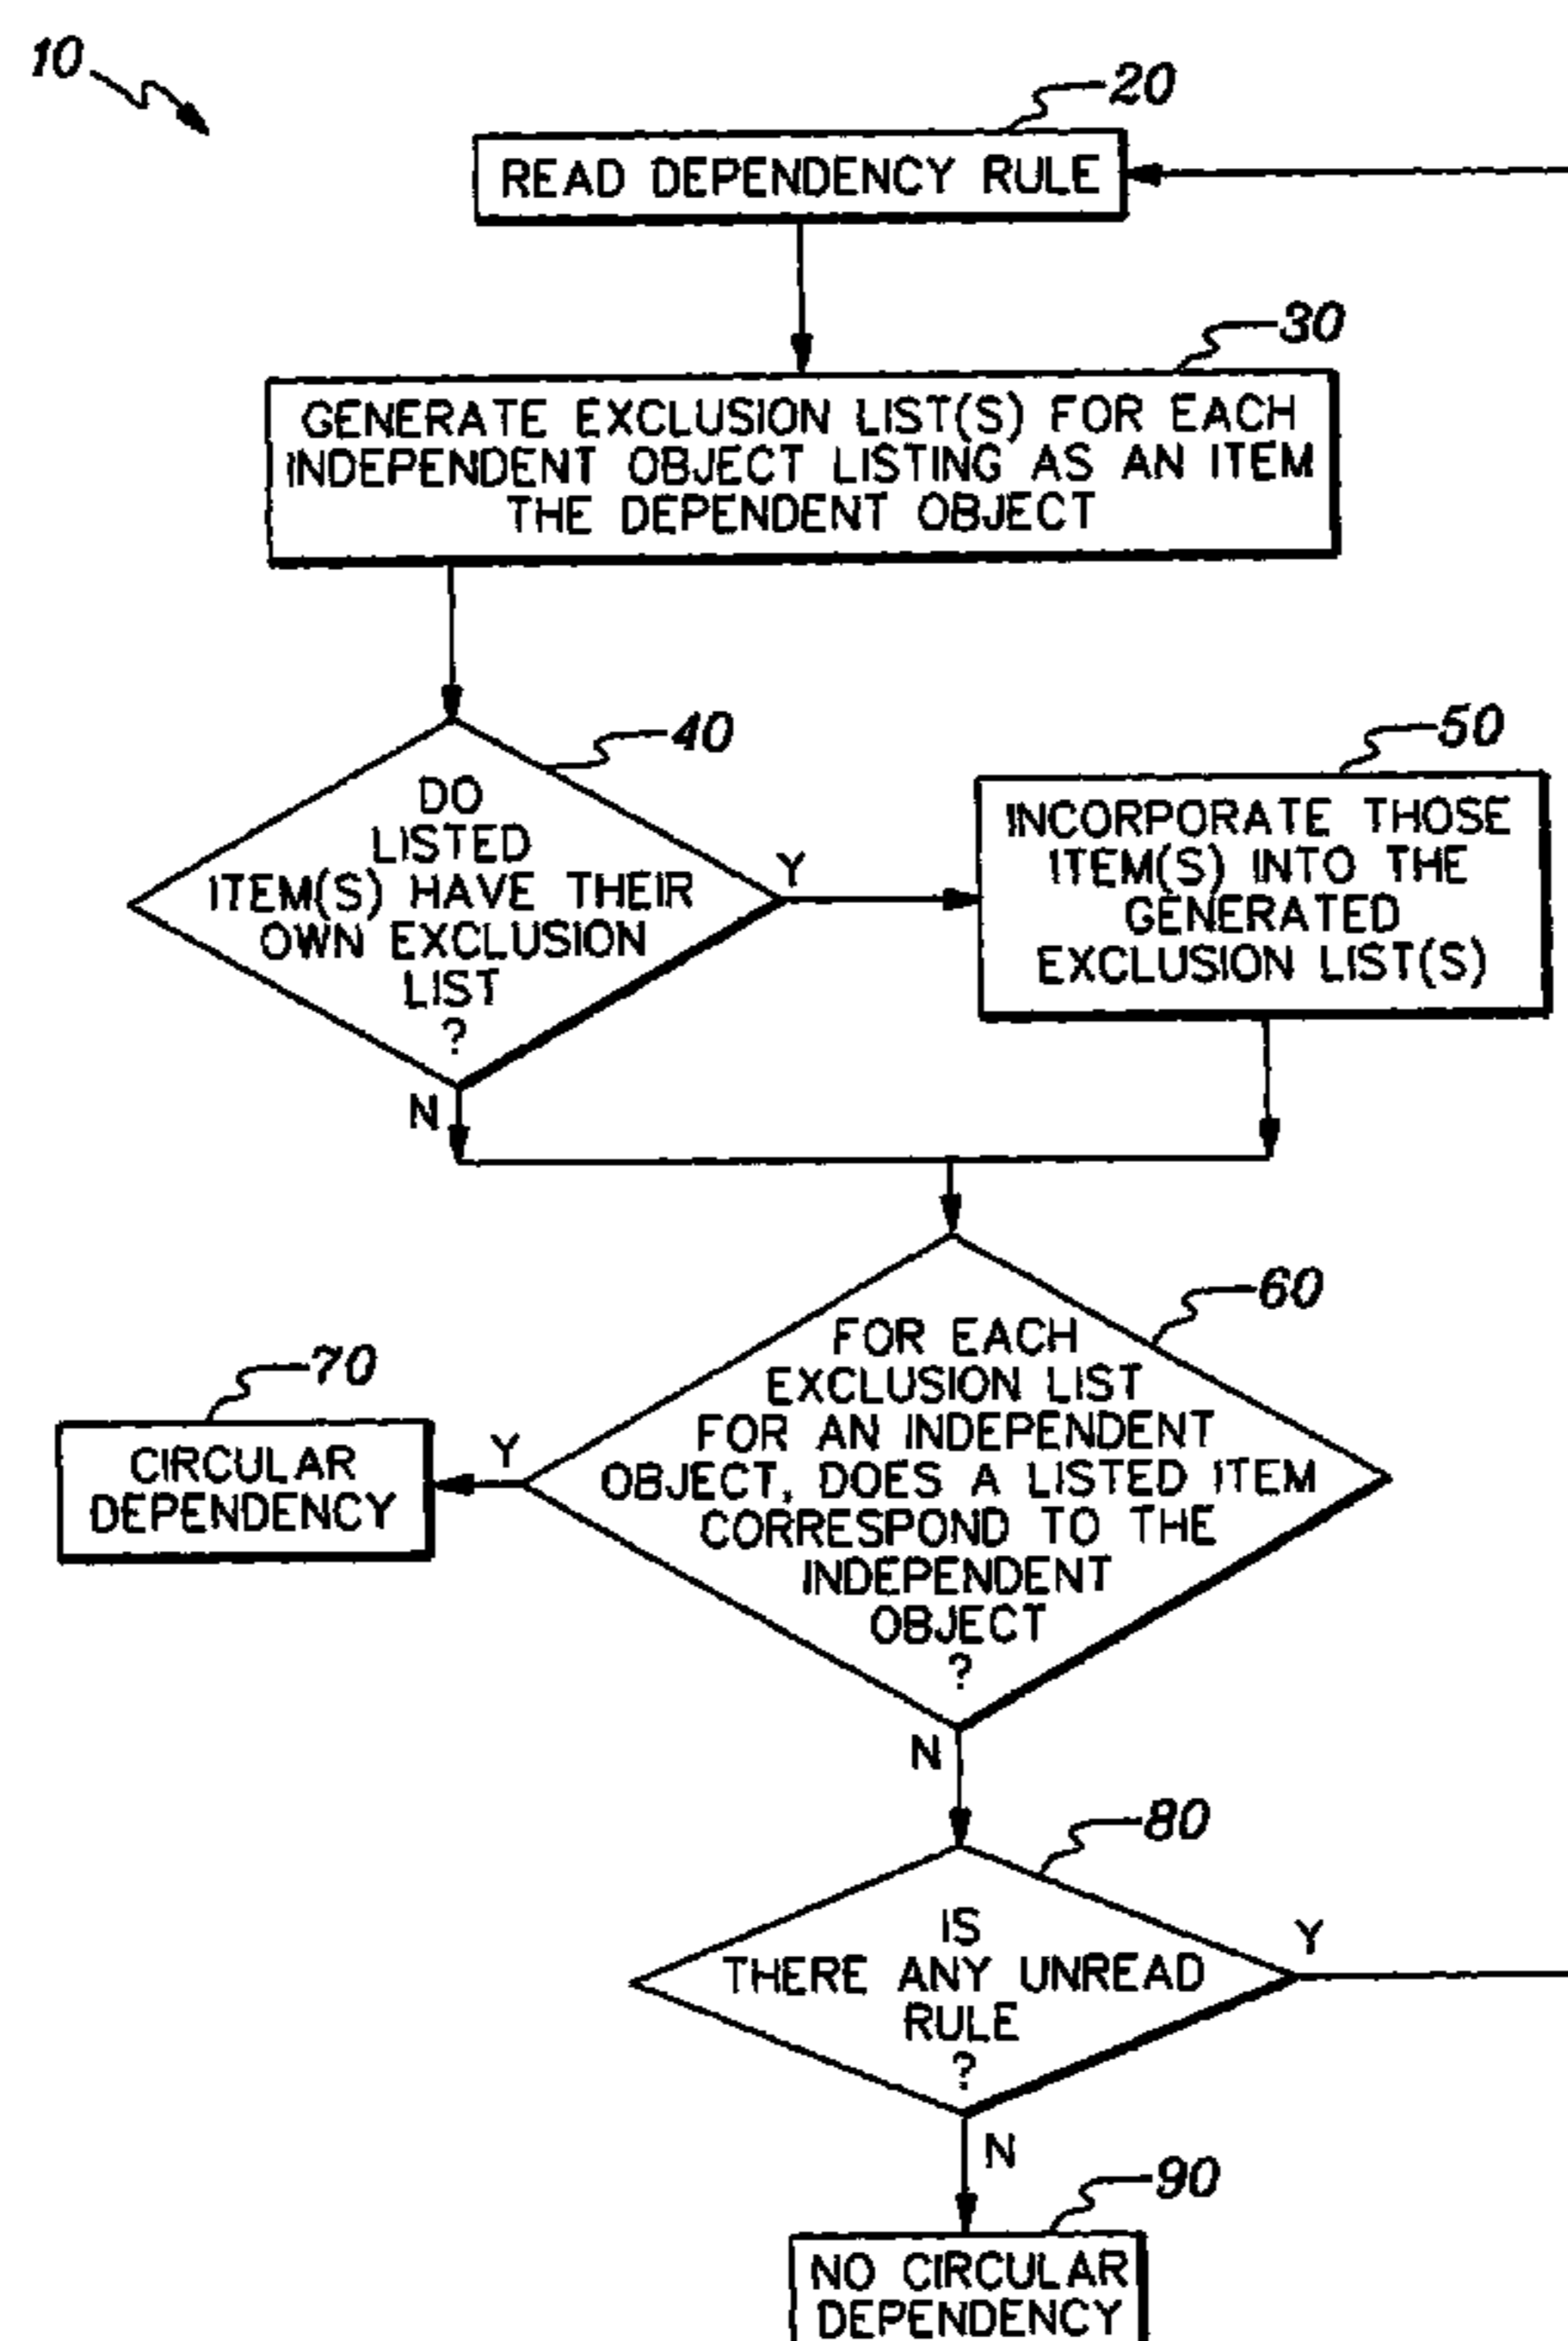 10
20
READ DEPENDENCY RULE
30
GENERATE EXCLUSION LIST(S) FOR EACH
INDEPENDENT OBJECT LISTING AS AN ITEM
THE DEPENDENT OBJECT
40
DO
LISTED
ITEM(S) HAVE THEIR
OWN EXCLUSION
LIST
?
Y
N
50
INCORPORATE THOSE
ITEM(S) INTO THE
GENERATED
EXCLUSION LIST(S)
60
FOR EACH
EXCLUSION LIST
FOR AN INDEPENDENT
OBJECT, DOES A LISTED ITEM
CORRESPOND TO THE
INDEPENDENT
OBJECT
?
Y
N
70
CIRCULAR
DEPENDENCY
80
IS
THERE ANY UNREAD
RULE
?
Y
N
90
NO CIRCULAR
DEPENDENCY